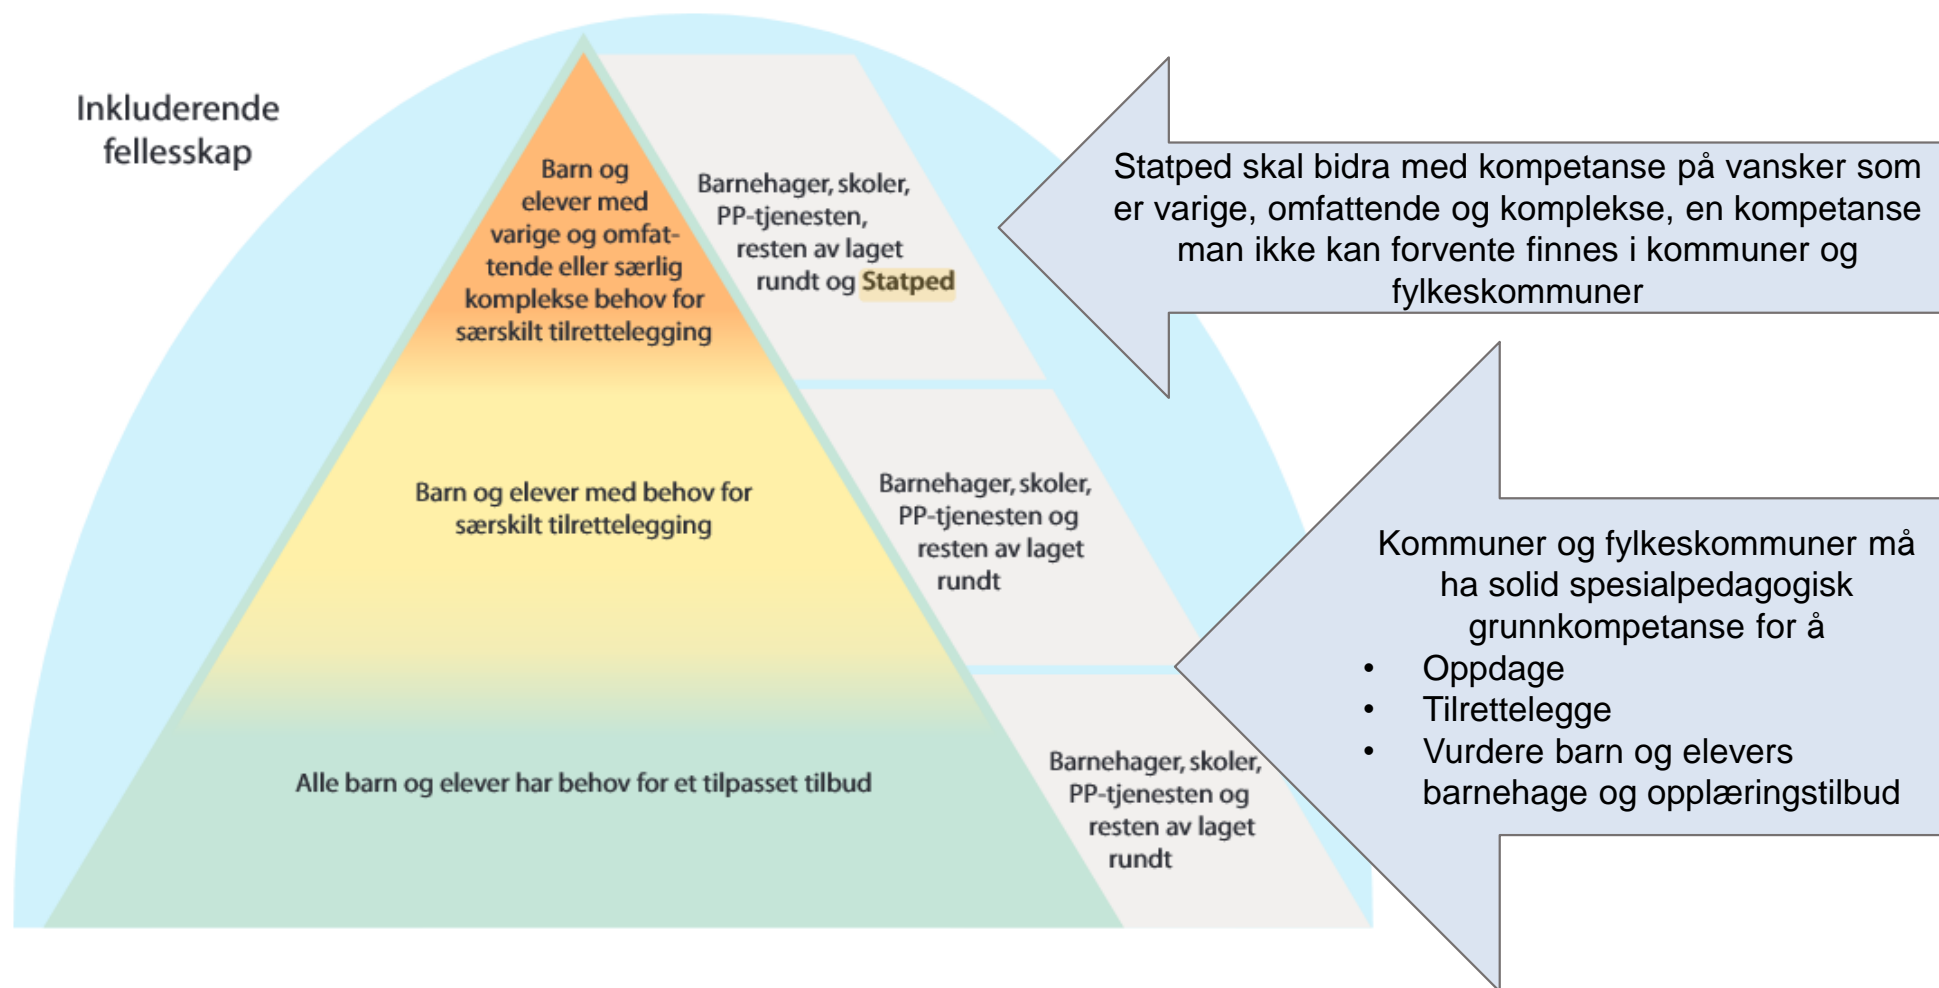 Inkluderende
fellesskap
Barn og
elever med
varige og omfat-
tende eller særlig
komplekse behov for
særskilt tilrettelegging
Barnehager, skoler,
PP-tjenesten,
resten av laget
rundt og Statped
Statped skal bidra med kompetanse på vansker som
er varige, omfattende og komplekse, en kompetanse
man ikke kan forvente finnes i kommuner og
fylkeskommuner
Barn og elever med behov for
særskilt tilrettelegging
Barnehager, skoler,
PP-tjenesten og
resten av laget
rundt
Kommuner og fylkeskommuner må
ha solid spesialpedagogisk
grunnkompetanse for å
• Oppdage
• Tilrettelegge
• Vurdere barn og elevers
barnehage og opplæringstilbud
Alle barn og elever har behov for et tilpasset tilbud
Barnehager, skoler,
PP-tjenesten og
resten av laget
rundt